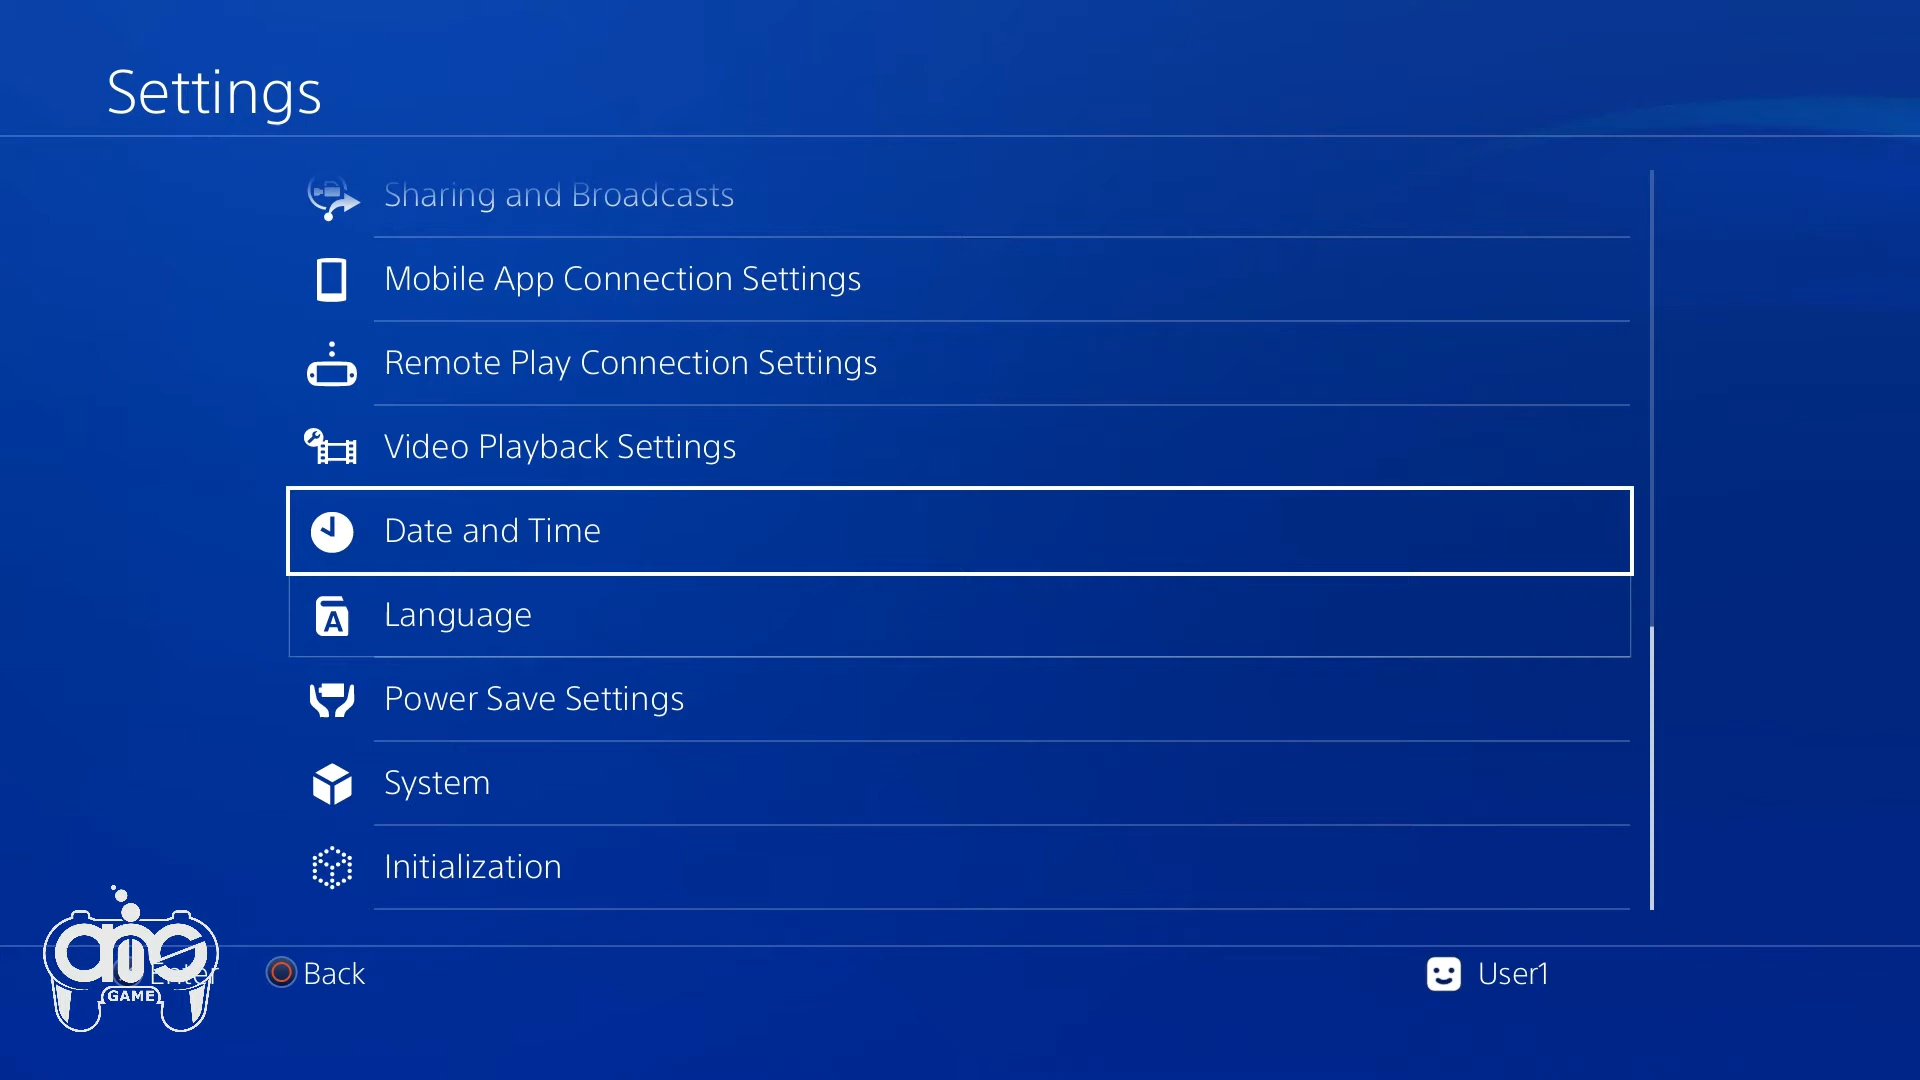 Settings
Sharing and Broadcasts
Mobile App Connection Settings
Remote Play Connection Settings
Video Playback Settings
Date and Time
Language
A
Power Save Settings
System
Initialization
GAME
Enter
Back
User1